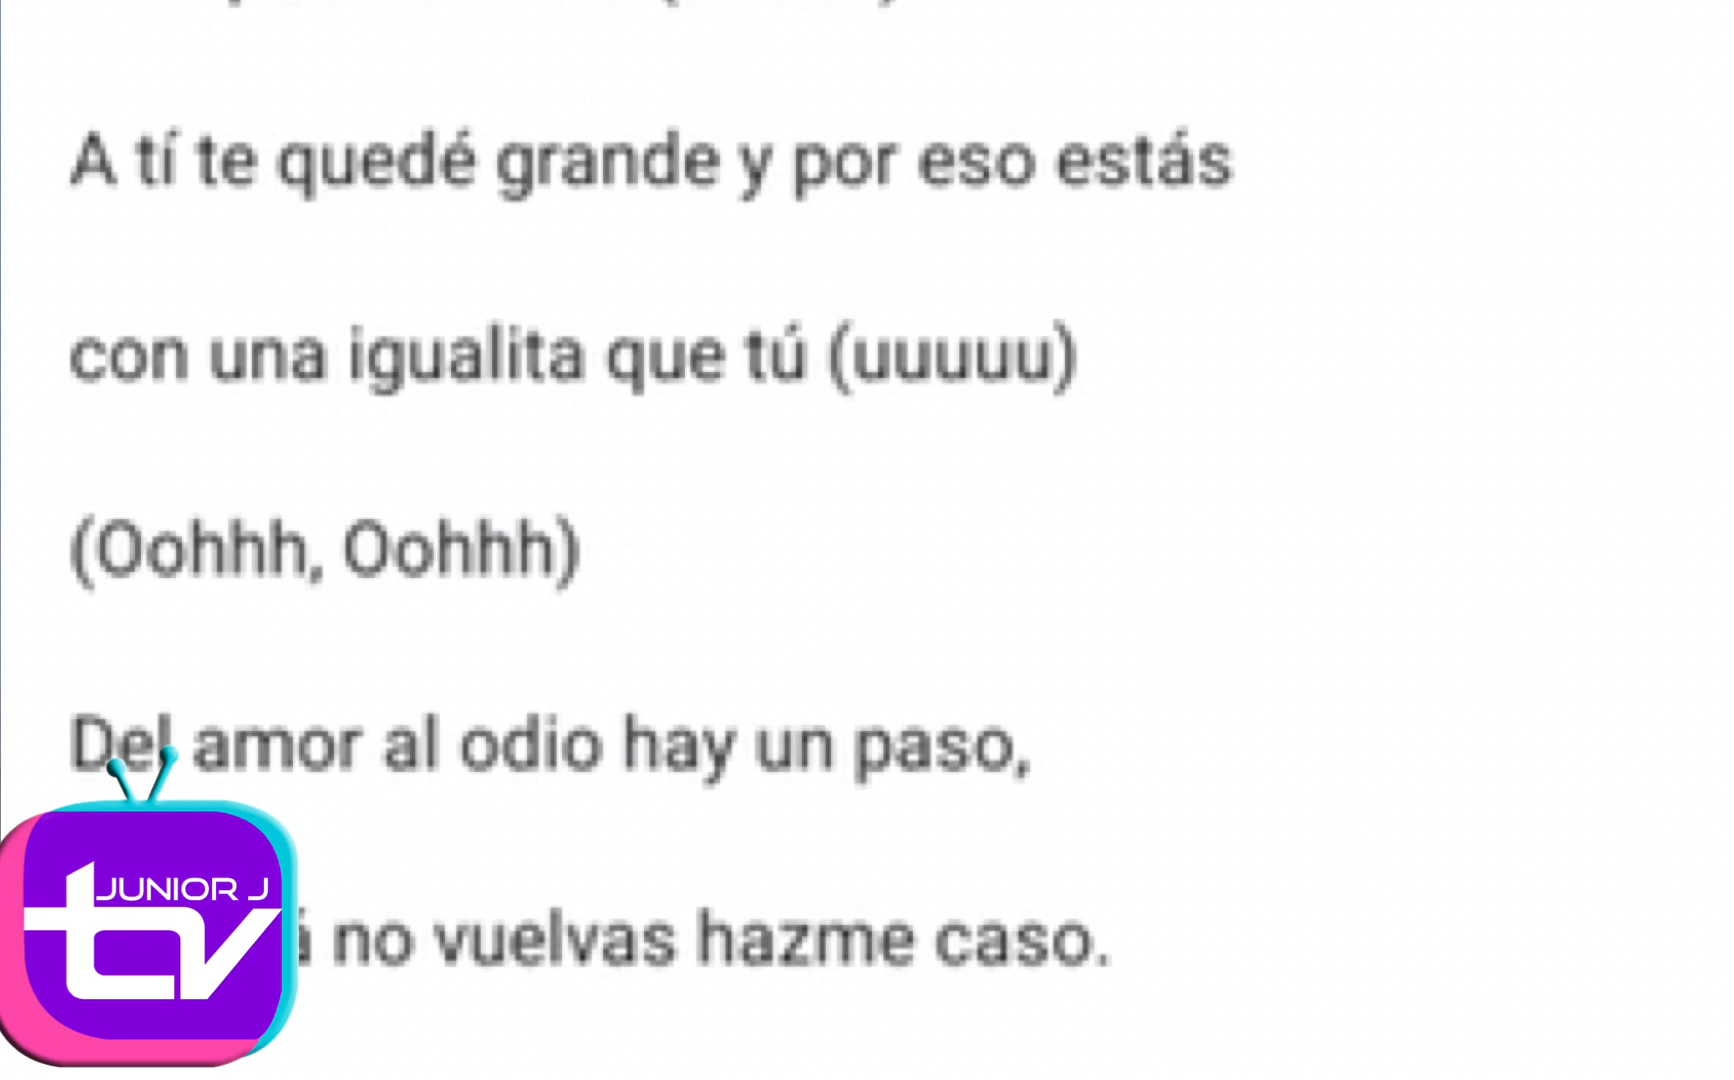 A tí te quedé grande y por eso estás
con una igualita que tú (uuuuu)
(Oohhh, Oohhh)
Del amor al odio hay un paso,
no vuelvas hazme caso.
JUNIOR J
tv